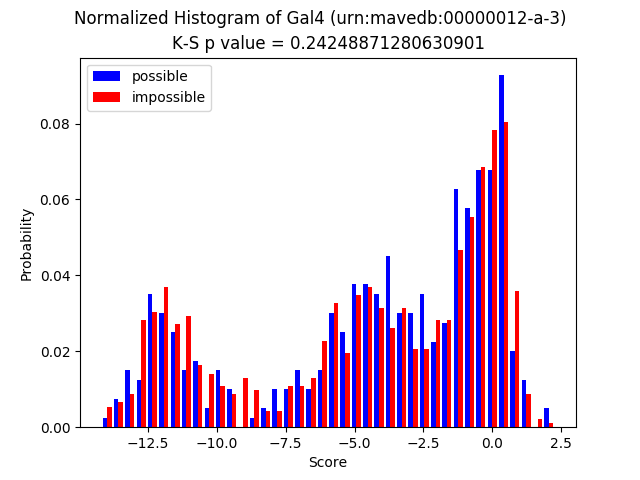 Normalized Histogram of Gal4 (urn:mavedb:00000012-a-3)
K-S p value = 0.24248871280630901
possible
impossible
0.08
0.06
0.04
0.02
0.00
Probability
−12.5
−10.0
−7.5
−5.0
−2.5
0.0
2.5
Score